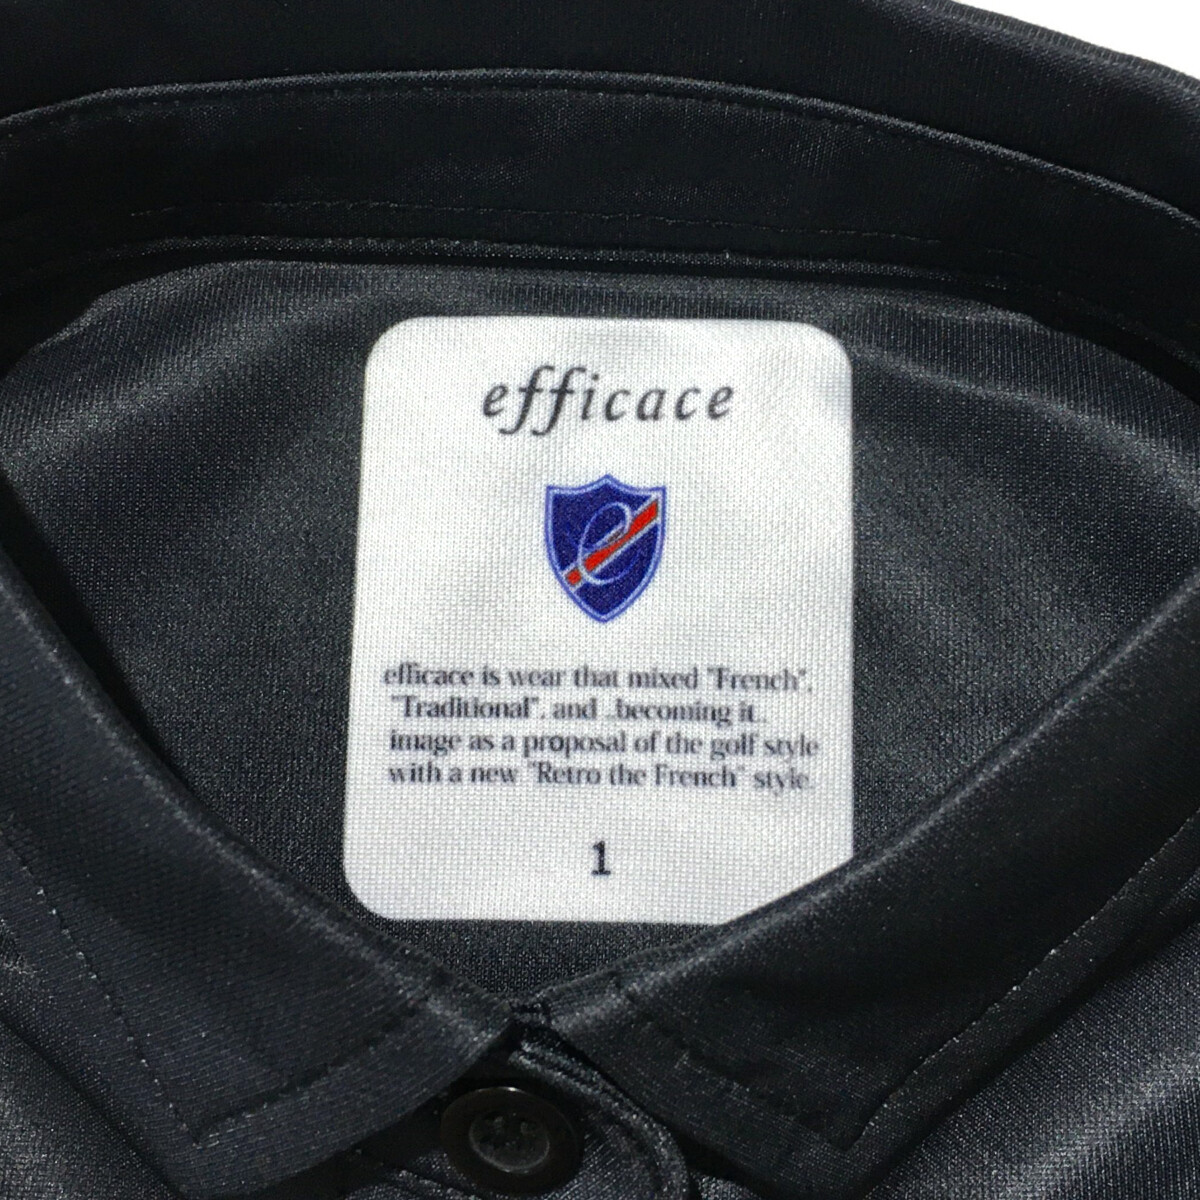 efficace
e
efficace is wear that mixed "French",
"Traditional", and ..becoming it..
image as a proposal of the golf style
with a new "Retro the French" style.
1